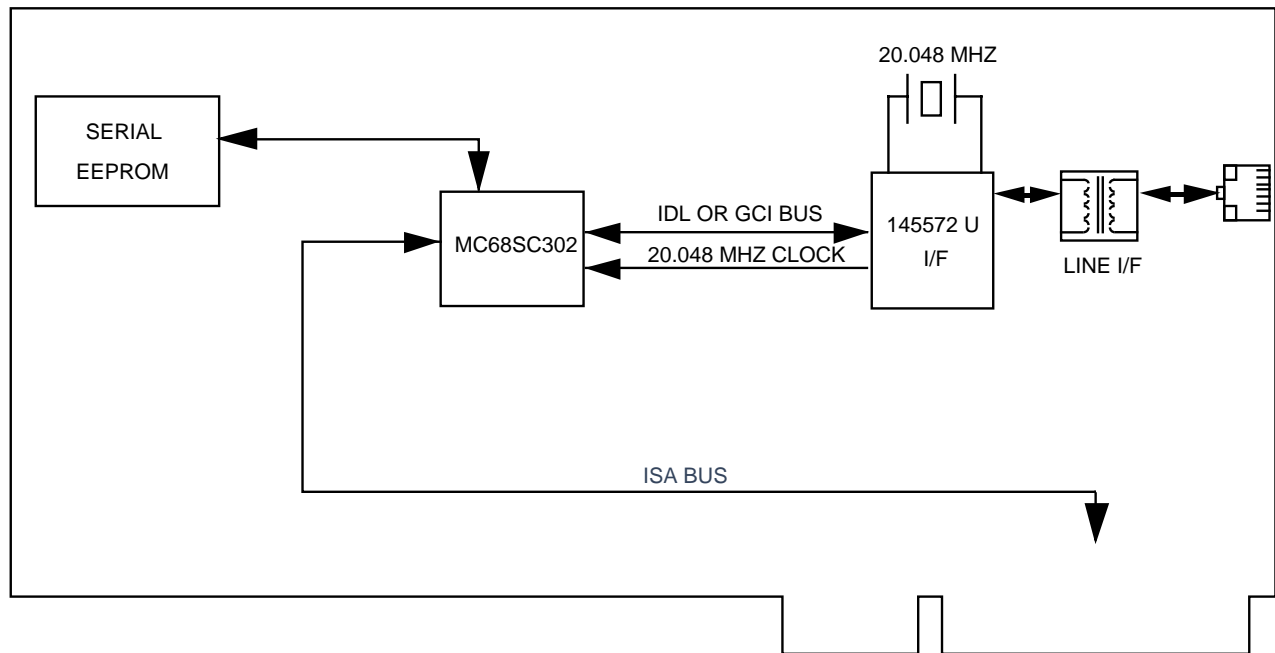 20.048 MHZ
SERIAL
EEPROM
MC68SC302
IDL OR GCI BUS
20.048 MHZ CLOCK
145572 U
I/F
LINE I/F
ISA BUS